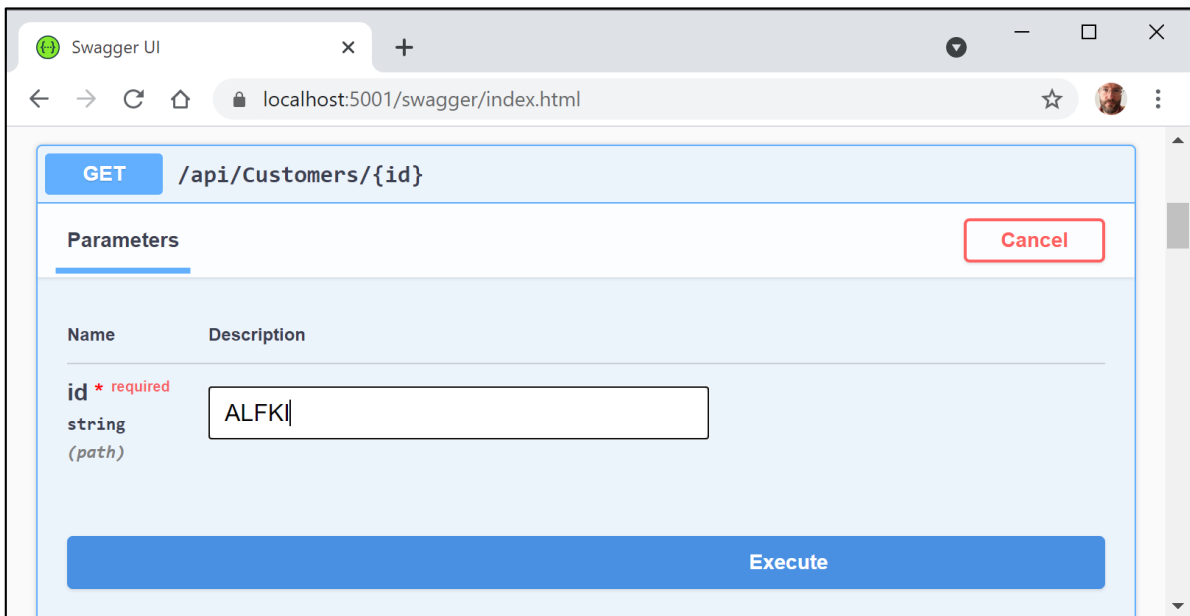 Swagger UI
localhost:5001/swagger/index.html
GET /api/Customers/{id}
Parameters Cancel
Name Description
id * required
ALFKI
string
(path)
Execute